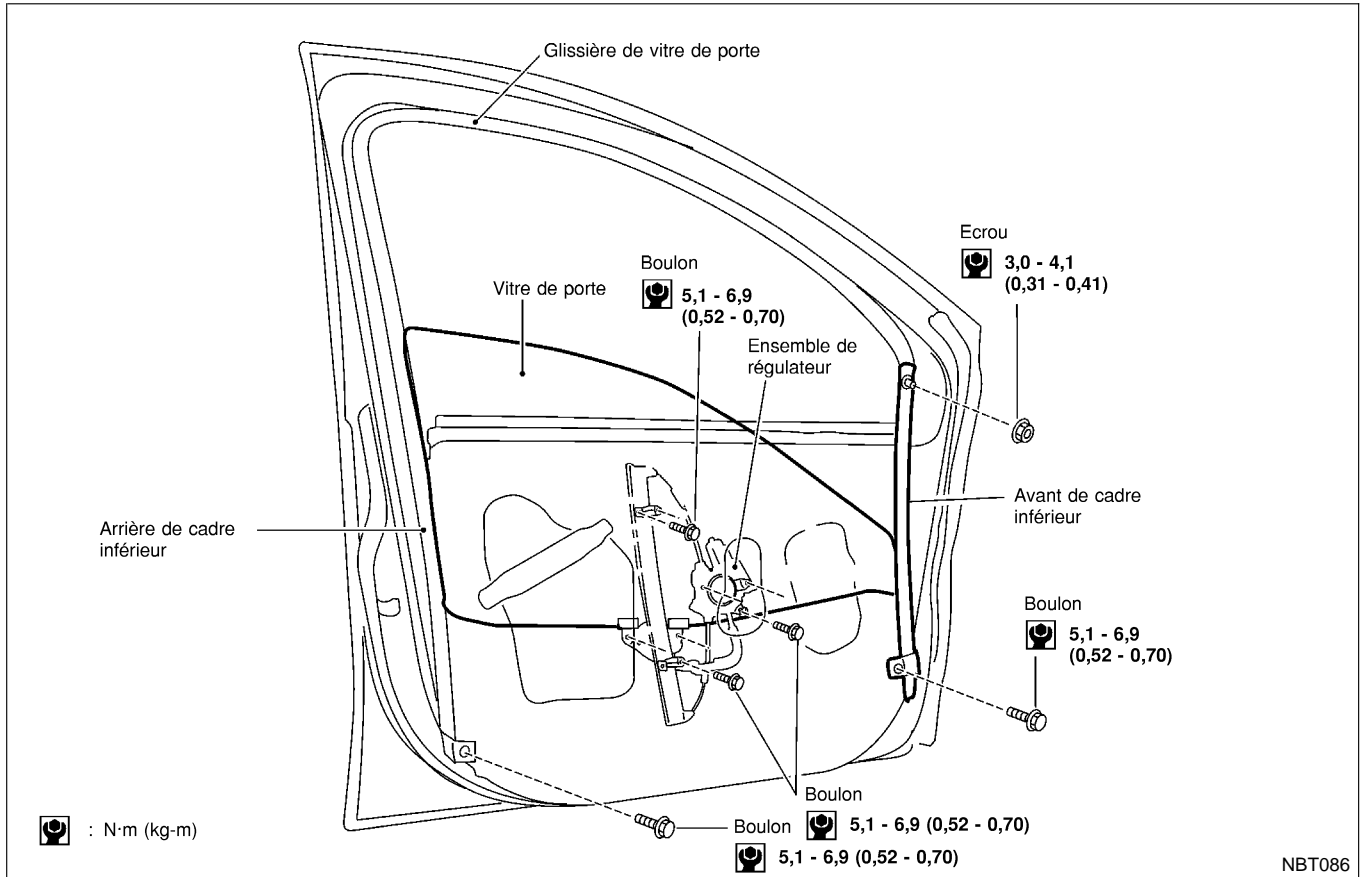 Glissière de vitre de porte
Ecrou
3,0 - 4,1
(0,31 - 0,41)
Boulon
5,1 - 6,9
(0,52 - 0,70)
Vitre de porte
Ensemble de
régulateur
Avant de cadre
inférieur
Arrière de cadre
inférieur
Boulon
5,1 - 6,9
(0,52 - 0,70)
Boulon
5,1 - 6,9 (0,52 - 0,70)
Boulon
5,1 - 6,9 (0,52 - 0,70)
: N·m (kg-m)
NBT086